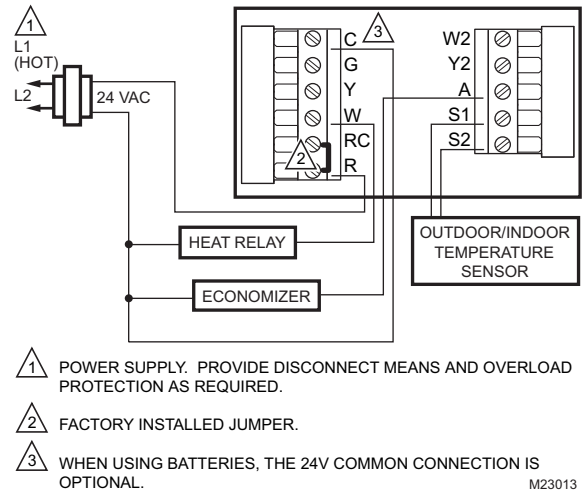 1
L1
(HOT)
L2
24 VAC
C
3
G
Y
W
RC
2
R
W2
Y2
A
S1
S2
HEAT RELAY
ECONOMIZER
OUTDOOR/INDOOR
TEMPERATURE
SENSOR
1 POWER SUPPLY. PROVIDE DISCONNECT MEANS AND OVERLOAD
PROTECTION AS REQUIRED.
2 FACTORY INSTALLED JUMPER.
3 WHEN USING BATTERIES, THE 24V COMMON CONNECTION IS
OPTIONAL.
M23013